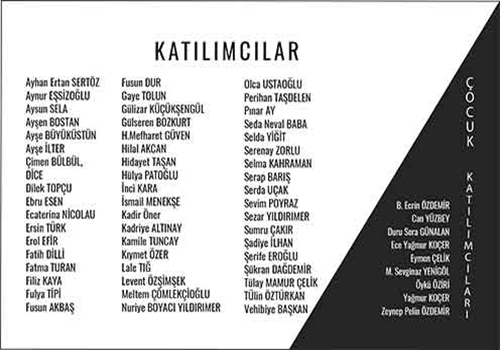 KATILIMCILAR
Ayhan Ertan SERTÖZ
Aynur EŞSİZOĞLU
Aysun SELA
Ayşen BOSTAN
Ayşe BÜYÜKÜSTÜN
Ayşe İLTER
Çimen BÜLBÜL,
DİCE
Dilek TOPÇU
Ebru ESEN
Ecaterina NİCOLAU
Ersin TÜRK
Erol EFİR
Fatih DİLLİ
Fatma TURAN
Filiz KAYA
Fulya TİPİ
Fusun AKBAŞ
Fusun DUR
Gaye TOLUN
Gülizar KÜÇÜKŞENGÜL
Gülseren BOZKURT
H.Mefharet GÜVEN
Hilal AKCAN
Hidayet TAŞAN
Hülya PATOĞLU
İnci KARA
İsmail MENEKŞE
Kadir Öner
Kadriye ALTINAY
Kamile TUNCAY
Kıymet ÖZER
Lale TIĞ
Levent ÖZŞİMŞEK
Meltem ÇÖMLEKÇİOĞLU
Nuriye BOYACI YILDIRIMER
Olca USTAOĞLU
Perihan TAŞDELEN
Pınar AY
Seda Neval BABA
Selda YİĞİT
Serenay ZORLU
Selma KAHRAMAN
Serap BARIŞ
Serda UÇAK
Sevim POYRAZ
Sezar YILDIRIMER
Sumru ÇAKIR
Şadiye İLHAN
Şerife EROĞLU
Şükran DAĞDEMİR
Tülay MAMUR ÇELİK
TÜlin ÖZTÜRKAN
Vehibiye BAŞKAN
ÇOCUK KATILIMCILARI
B. Ecrin ÖZDEMİR
Can YÜZBEY
Duru Sera GÜNALAN
Ece Yağmur KOÇER
Eymen ÇELİK
M. Sevginaz YENİGÖL
Öykü ÖZİRİ
Yağmur KOÇER
Zeynep Pelin ÖZDEMİR